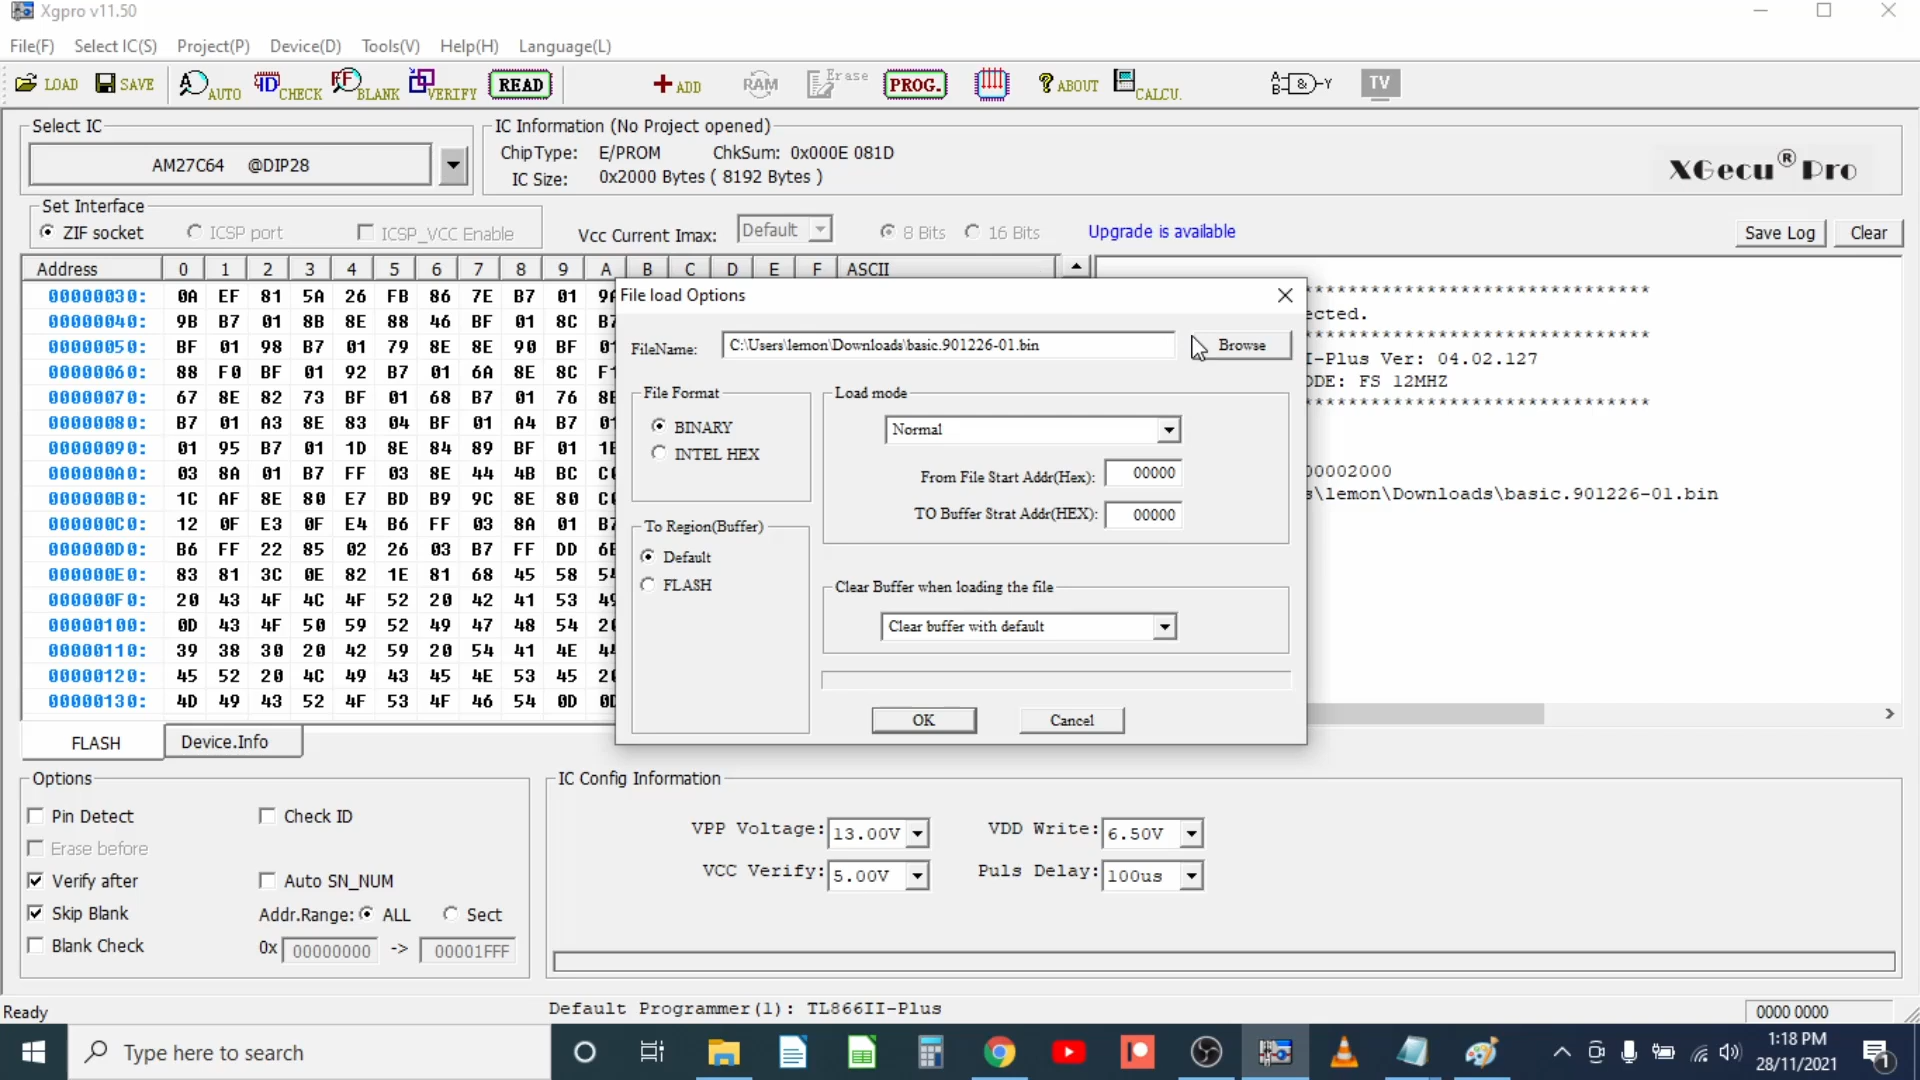 Xgpro v11.50
File(F) Select IC(S) Project(P) Device(D) Tools(V) Help(H) Language(L)
LOAD SAVE AUTO CHECK BLANK VERIFY READ ADD RAM Erase PROG. ABOUT CALCU. TV
Select IC
AM27C64 @DIP28
IC Information (No Project opened)
ChipType: E/PROM ChkSum: 0x000E 081D
IC Size: 0x2000 Bytes ( 8192 Bytes )
XGecu® Pro
Set Interface
ZIF socket ICSP port ICSP_VCC Enable
Vcc Current Imax: Default 8 Bits 16 Bits Upgrade is available Save Log Clear
Address 0 1 2 3 4 5 6 7 8 9 A B C D E F ASCII
00000030: 0A EF 81 5A 26 FB 86 7E B7 01
00000040: 9B B7 01 8B 8E 88 46 BF 01 8C
00000050: BF 01 98 B7 01 79 8E 8E 90 BF
00000060: 88 F0 BF 01 92 B7 01 6A 8E 8C
00000070: 67 8E 82 73 BF 01 68 B7 01 76
00000080: B7 01 A3 8E 83 04 BF 01 A4 B7
00000090: 01 95 B7 01 1D 8E 84 89 BF 01
000000A0: 03 8A 01 B7 FF 03 8E 44 4B BC
000000B0: 1C AF 8E 80 E7 BD B9 9C 8E 80
000000C0: 12 0F E3 0F E4 B6 FF 03 8A 01
000000D0: B6 FF 22 85 02 26 03 B7 FF DD
000000E0: 83 81 3C 0E 82 1E 81 68 45 58
000000F0: 20 43 4F 4C 4F 52 20 42 41 53
00000100: 0D 43 4F 50 59 52 49 47 48 54
00000110: 39 38 30 20 42 59 20 54 41 4E
00000120: 45 52 20 4C 49 43 45 4E 53 45
00000130: 4D 49 43 52 4F 53 4F 46 54 0D
File load Options
FileName: C:\Users\lemon\Downloads\basic.901226-01.bin Browse
File Format
BINARY
INTEL HEX
To Region(Buffer)
Default
FLASH
Load mode
Normal
From File Start Addr(Hex): 00000
TO Buffer Strat Addr(HEX): 00000
Clear Buffer when loading the file
Clear buffer with default
OK Cancel
*******************************
ected.
*******************************
I-Plus Ver: 04.02.127
ODE: FS 12MHZ
*******************************
00002000
s\lemon\Downloads\basic.901226-01.bin
FLASH Device.Info
Options
Pin Detect Check ID
Erase before
Verify after Auto SN_NUM
Skip Blank Addr.Range: ALL Sect
Blank Check 0x 00000000 -> 00001FFF
IC Config Information
VPP Voltage: 13.00V VDD Write: 6.50V
VCC Verify: 5.00V Puls Delay: 100us
Ready Default Programmer(1): TL866II-Plus 0000 0000
Type here to search
1:18 PM
28/11/2021
1